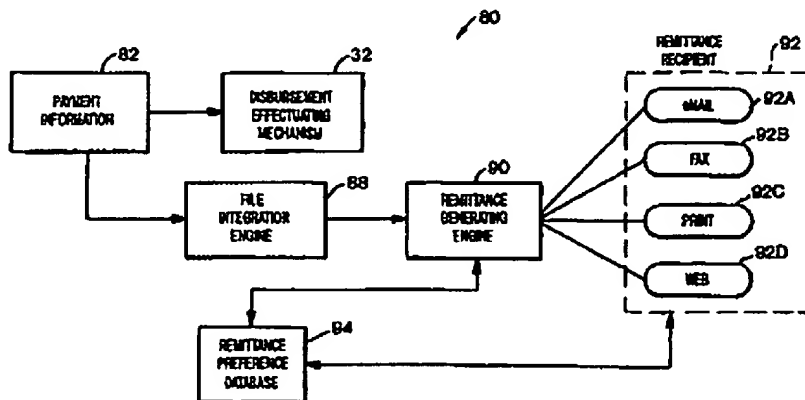 80
82
PAYMENT
INFORMATION
32
DISBURSEMENT
EFFECTUATING
MECHANISM
REMITTANCE
RECIPIENT
92
eMAIL
92A
FAX
92B
PRINT
92C
WEB
92D
88
FILE
INTEGRATION
ENGINE
90
REMITTANCE
GENERATING
ENGINE
94
REMITTANCE
PREFERENCE
DATABASE